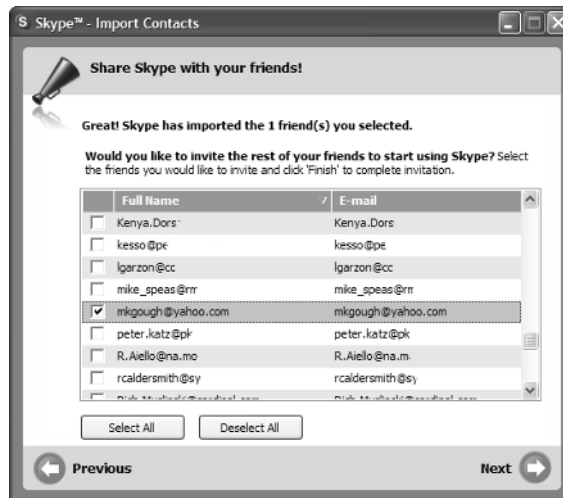 Skype™ - Import Contacts
Share Skype with your friends!
Great! Skype has imported the 1 friend(s) you selected.
Would you like to invite the rest of your friends to start using Skype? Select
the friends you would like to invite and click 'Finish' to complete invitation.
Full Name E-mail
Kenya.Dors Kenya.Dors
kesso@pe kesso@pe
lgarzon@cc lgarzon@cc
mike_speas@rr mike_speas@rr
mkgough@yahoo.com mkgough@yahoo.com
peter.katz@pk peter.katz@pk
R.Aiello@na.mo R.Aiello@na.m
rcaldersmith@sy rcaldersmith@sy
Select All Deselect All
Previous Next